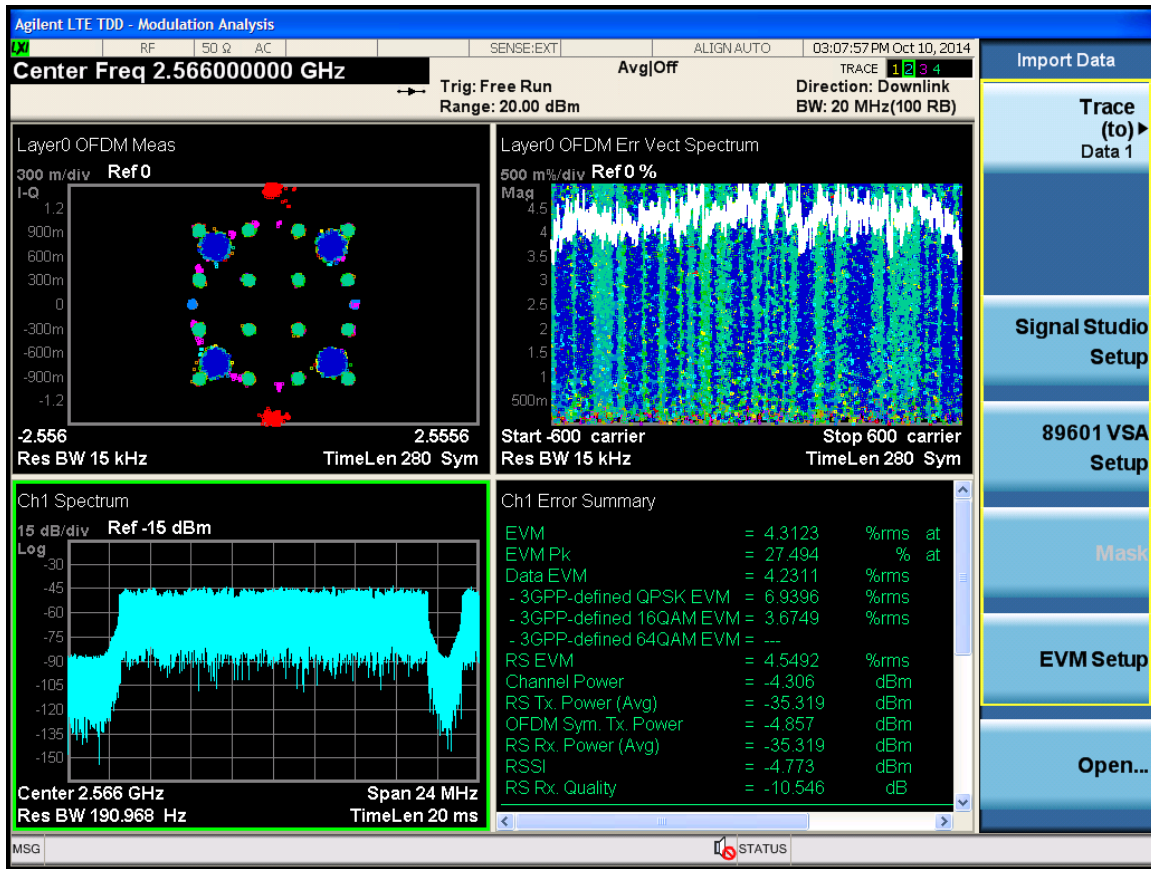 Agilent LTE TDD - Modulation Analysis
LXI RF 50 Ω AC SENSE:EXT ALIGN AUTO 03:07:57 PM Oct 10, 2014
Center Freq 2.566000000 GHz
Avg|Off
TRACE 1 2 3 4
Trig: Free Run
Direction: Downlink
Range: 20.00 dBm
BW: 20 MHz(100 RB)
Layer0 OFDM Meas
300 m/div Ref 0
I-Q
1.2
900m
600m
300m
0
-300m
-600m
-900m
-1.2
-2.556 2.5556
Res BW 15 kHz TimeLen 280 Sym
Layer0 OFDM Err Vect Spectrum
500 m%/div Ref 0 %
Mag
4.5
4
3.5
3
2.5
2
1.5
1
500m
Start -600 carrier Stop 600 carrier
Res BW 15 kHz TimeLen 280 Sym
Ch1 Spectrum
15 dB/div Ref -15 dBm
Log
-30
-45
-60
-75
-90
-105
-120
-135
-150
Center 2.566 GHz Span 24 MHz
Res BW 190.968 Hz TimeLen 20 ms
Ch1 Error Summary
EVM = 4.3123 %rms at
EVM Pk = 27.494 % at
Data EVM = 4.2311 %rms
- 3GPP-defined QPSK EVM = 6.9396 %rms
- 3GPP-defined 16QAM EVM = 3.6749 %rms
- 3GPP-defined 64QAM EVM = ---
RS EVM = 4.5492 %rms
Channel Power = -4.306 dBm
RS Tx. Power (Avg) = -35.319 dBm
OFDM Sym. Tx. Power = -4.857 dBm
RS Rx. Power (Avg) = -35.319 dBm
RSSI = -4.773 dBm
RS Rx. Quality = -10.546 dB
Import Data
Trace
(to)
Data 1
Signal Studio
Setup
89601 VSA
Setup
Mask
EVM Setup
Open...
MSG STATUS